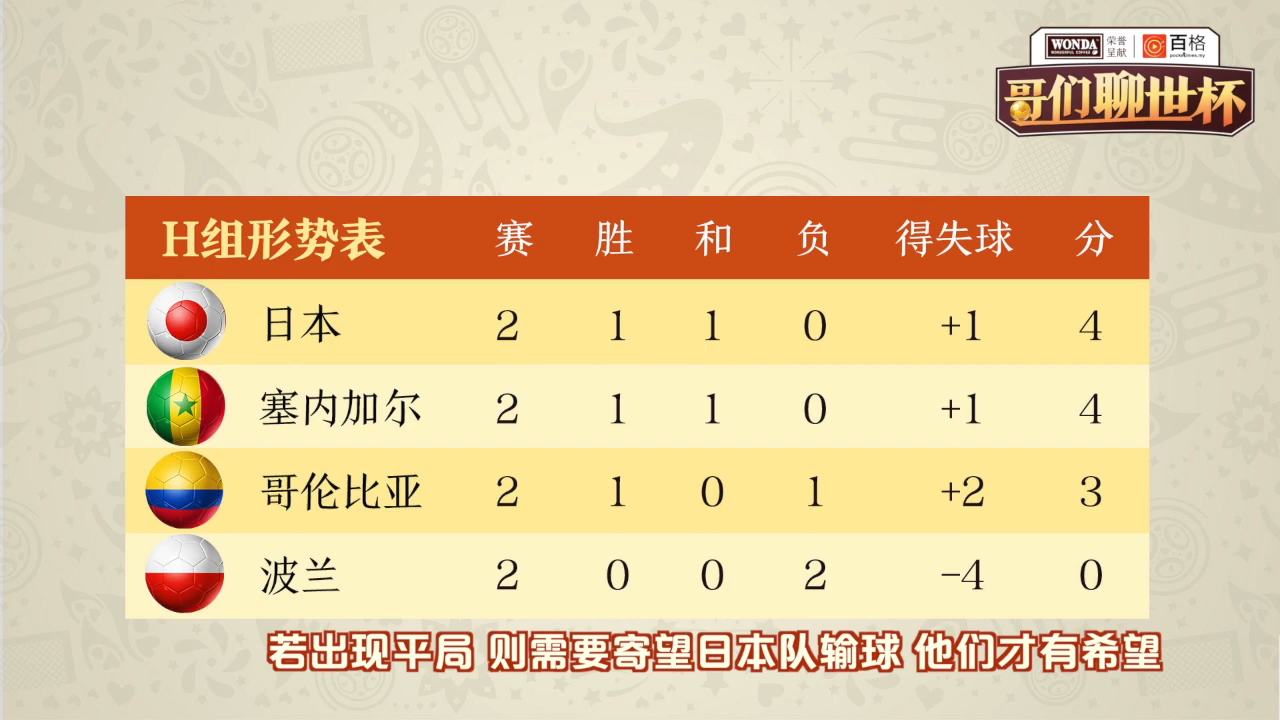 WONDA
WONDERFUL COFFEE
荣誉
呈献
百格
pocketimes.my
哥们聊世杯
H组形势表 赛 胜 和 负 得失球 分
日本 2 1 1 0 +1 4
塞内加尔 2 1 1 0 +1 4
哥伦比亚 2 1 0 1 +2 3
波兰 2 0 0 2 -4 0
若出现平局 则需要寄望日本队输球 他们才有希望